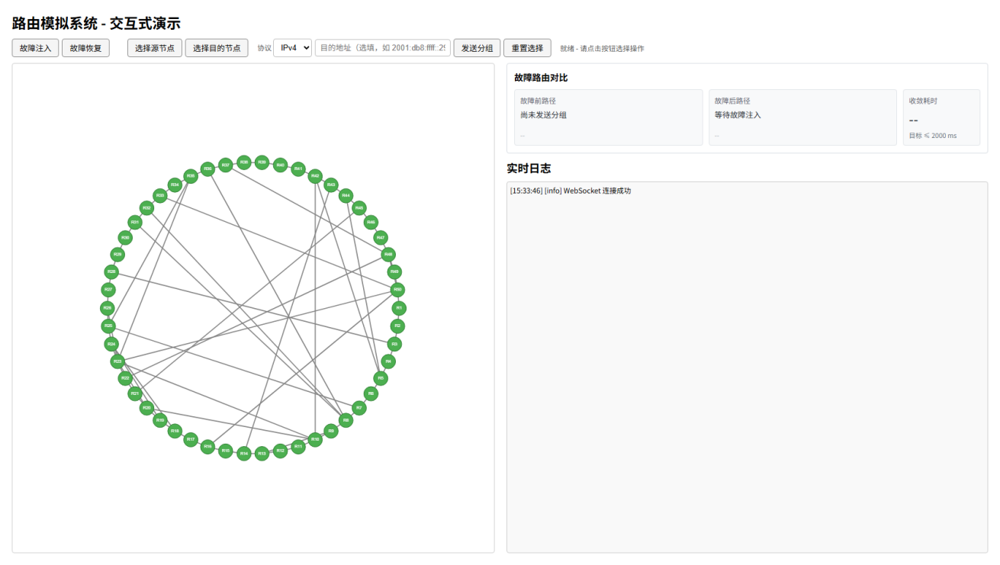 路由模拟系统 - 交互式演示
故障注入 故障恢复 选择源节点 选择目的节点 协议 IPv4 目的地址（选填，如 2001:db8:ffff::29 发送分组 重置选择 就绪 - 请点击按钮选择操作
故障路由对比
故障前路径 故障后路径 收敛耗时
尚未发送分组 等待故障注入 --
-- -- 目标 ≤ 2000 ms
实时日志
[15:33:46] [info] WebSocket 连接成功
R38 R39
R37 R40
R36 R41
R35 R42
R34 R43
R33 R44
R32 R45
R31 R46
R30 R47
R29 R48
R28 R49
R27 R50
R26 R1
R25 R2
R24 R3
R23 R4
R22 R5
R21 R6
R20 R7
R19 R8
R18 R9
R17 R10
R16 R11
R15 R12
R14 R13